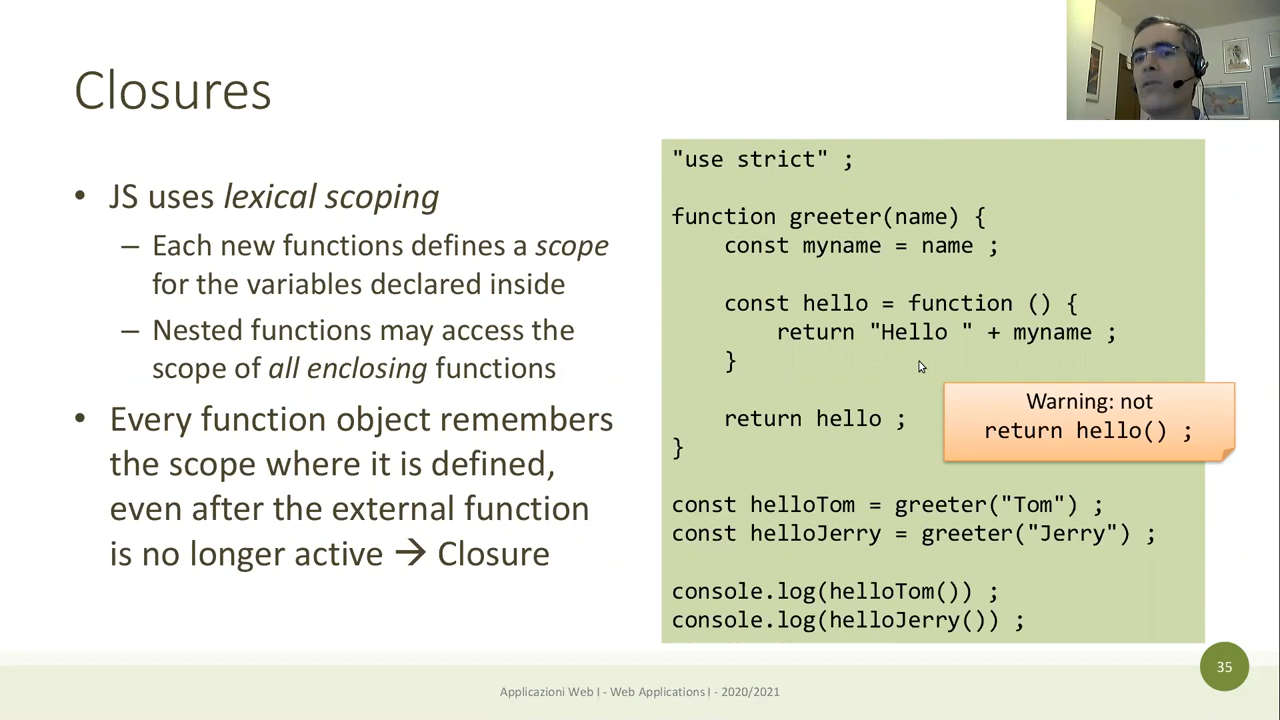 Closures
• JS uses lexical scoping
– Each new functions defines a scope
for the variables declared inside
– Nested functions may access the
scope of all enclosing functions
• Every function object remembers
the scope where it is defined,
even after the external function
is no longer active → Closure
"use strict" ;
function greeter(name) {
    const myname = name ;
    const hello = function () {
        return "Hello " + myname ;
    }
    return hello ;
}
Warning: not
return hello() ;
const helloTom = greeter("Tom") ;
const helloJerry = greeter("Jerry") ;
console.log(helloTom()) ;
console.log(helloJerry()) ;
Applicazioni Web I - Web Applications I - 2020/2021
35